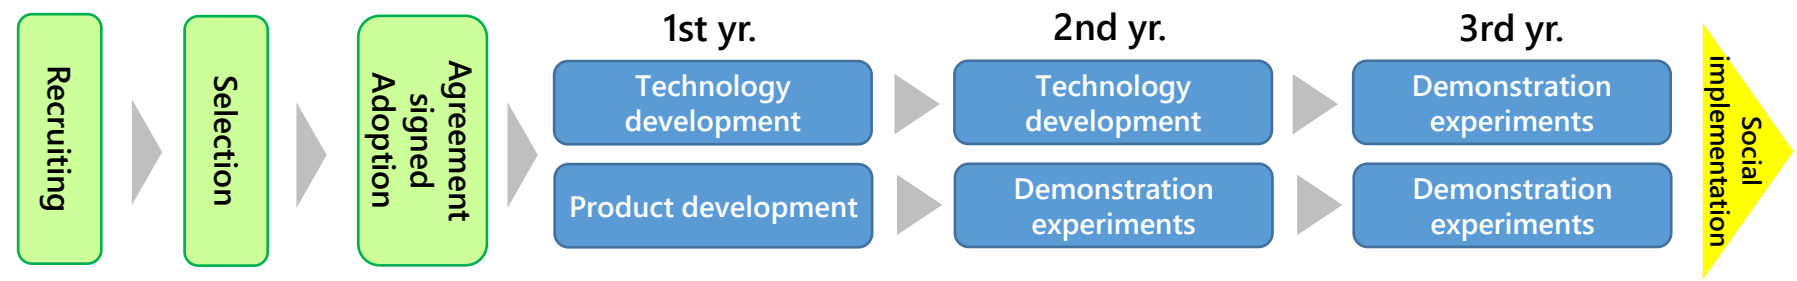 Recruiting
Selection
Agreement
signed
Adoption
1st yr.
Technology
development
Product development
2nd yr.
Technology
development
Demonstration
experiments
3rd yr.
Demonstration
experiments
Demonstration
experiments
Social
implementation